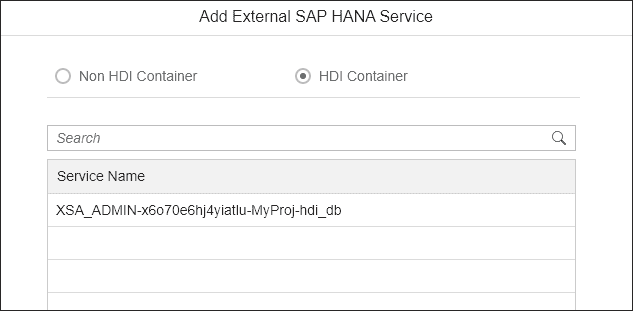 Add External SAP HANA Service
Non HDI Container HDI Container
Search
Service Name
XSA_ADMIN-x6o70e6hj4yiatlu-MyProj-hdi_db